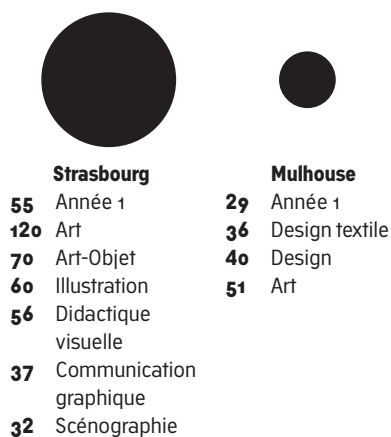 Strasbourg
55 Année 1
120 Art
70 Art-Objet
60 Illustration
56 Didactique
visuelle
37 Communication
graphique
32 Scénographie
Mulhouse
29 Année 1
36 Design textile
40 Design
51 Art